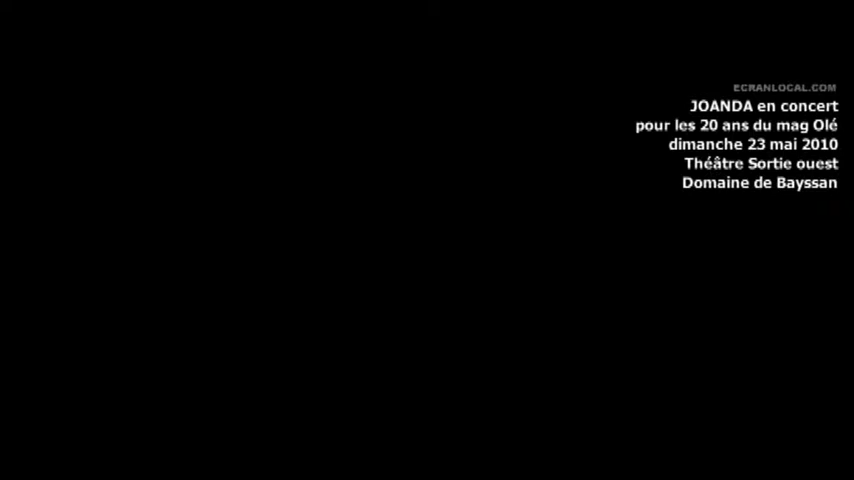 ECRANLOCAL.COM
JOANDA en concert
pour les 20 ans du mag Olé
dimanche 23 mai 2010
Théâtre Sortie ouest
Domaine de Bayssan